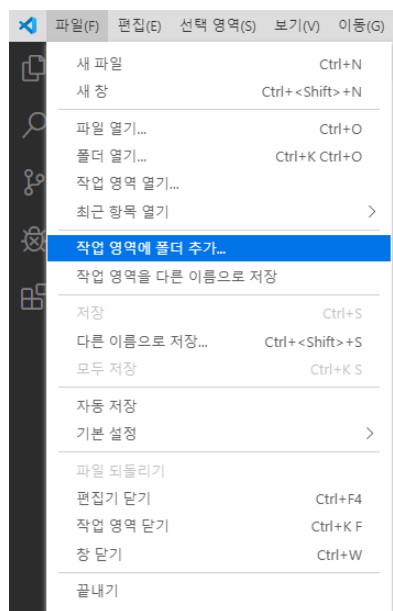 파일(F) 편집(E) 선택 영역(S) 보기(V) 이동(G)
새 파일 Ctrl+N
새 창 Ctrl+<Shift>+N
파일 열기... Ctrl+O
폴더 열기... Ctrl+K Ctrl+O
작업 영역 열기...
최근 항목 열기
작업 영역에 폴더 추가...
작업 영역을 다른 이름으로 저장
저장 Ctrl+S
다른 이름으로 저장... Ctrl+<Shift>+S
모두 저장 Ctrl+K S
자동 저장
기본 설정
파일 되돌리기
편집기 닫기 Ctrl+F4
작업 영역 닫기 Ctrl+K F
창 닫기 Ctrl+W
끝내기